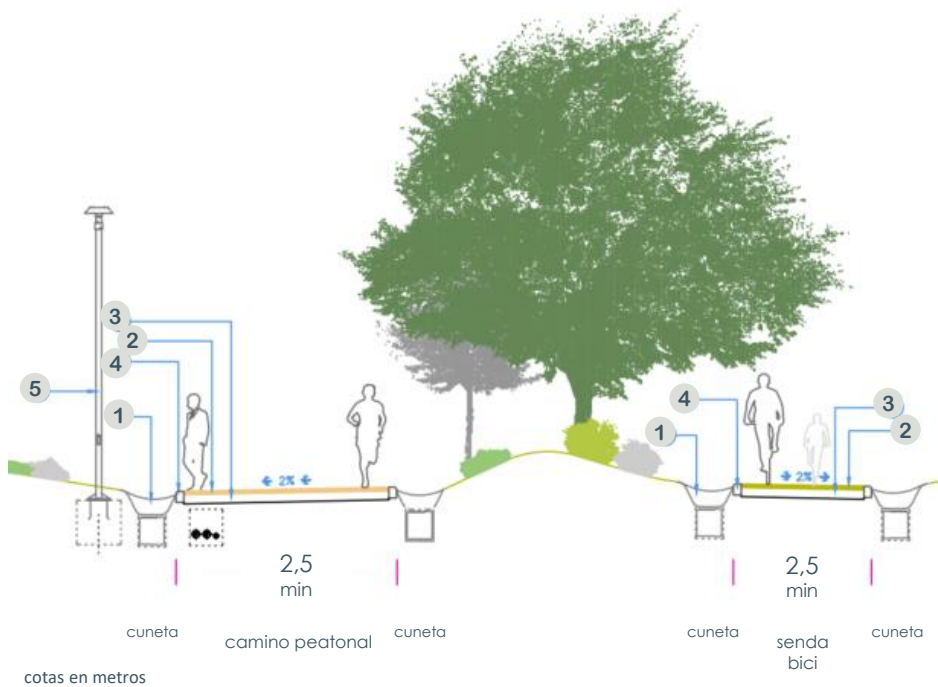 3
2
4
5
1
4
1
3
2
2%
2%
2,5
min
2,5
min
cuneta
camino peatonal
cuneta
cuneta
senda
bici
cuneta
cotas en metros